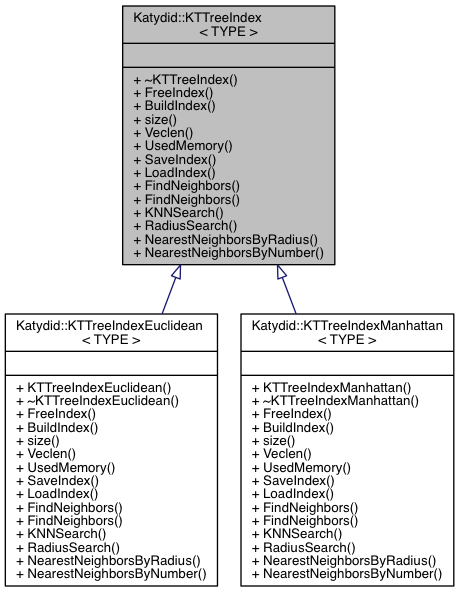 Katydid::KTTreeIndex
< TYPE >
+ ~KTTreeIndex()
+ FreeIndex()
+ BuildIndex()
+ size()
+ Veclen()
+ UsedMemory()
+ SaveIndex()
+ LoadIndex()
+ FindNeighbors()
+ FindNeighbors()
+ KNNSearch()
+ RadiusSearch()
+ NearestNeighborsByRadius()
+ NearestNeighborsByNumber()
Katydid::KTTreeIndexEuclidean
< TYPE >
+ KTTreeIndexEuclidean()
+ ~KTTreeIndexEuclidean()
+ FreeIndex()
+ BuildIndex()
+ size()
+ Veclen()
+ UsedMemory()
+ SaveIndex()
+ LoadIndex()
+ FindNeighbors()
+ FindNeighbors()
+ KNNSearch()
+ RadiusSearch()
+ NearestNeighborsByRadius()
+ NearestNeighborsByNumber()
Katydid::KTTreeIndexManhattan
< TYPE >
+ KTTreeIndexManhattan()
+ ~KTTreeIndexManhattan()
+ FreeIndex()
+ BuildIndex()
+ size()
+ Veclen()
+ UsedMemory()
+ SaveIndex()
+ LoadIndex()
+ FindNeighbors()
+ FindNeighbors()
+ KNNSearch()
+ RadiusSearch()
+ NearestNeighborsByRadius()
+ NearestNeighborsByNumber()